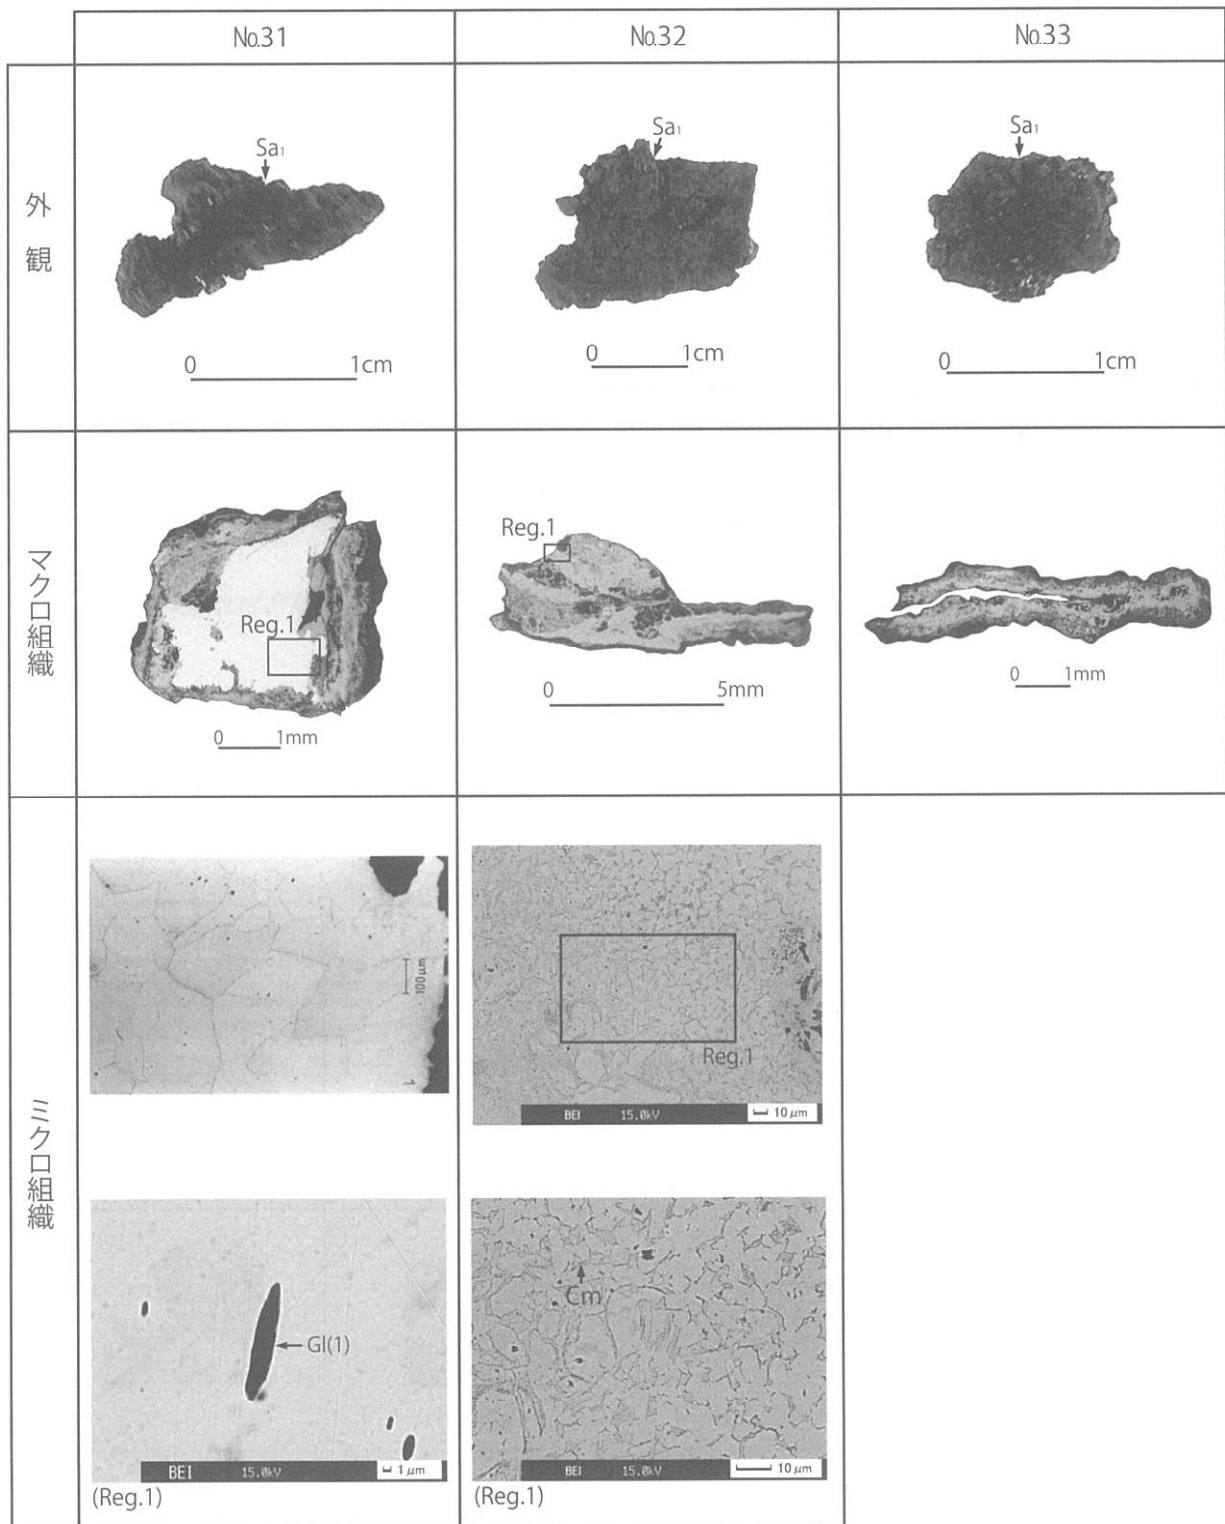 No.31
No.32
No.33
外観
Sa₁
0 1cm
Sa₁
0 1cm
Sa₁
0 1cm
マクロ組織
Reg.1
0 1mm
Reg.1
0 5mm
0 1mm
ミクロ組織
100μm
1
Reg.1
BEI 15.0kV 10μm
Gl(1)
BEI 15.0kV 1μm
(Reg.1)
Cm
BEI 15.0kV 10μm
(Reg.1)